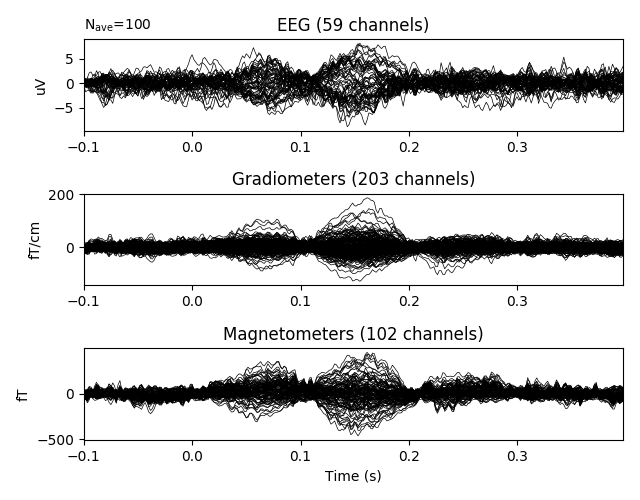 N_ave=100
EEG (59 channels)
5
0
−5
uV
−0.1 0.0 0.1 0.2 0.3
Gradiometers (203 channels)
200
0
fT/cm
−0.1 0.0 0.1 0.2 0.3
Magnetometers (102 channels)
0
−500
fT
−0.1 0.0 0.1 0.2 0.3
Time (s)